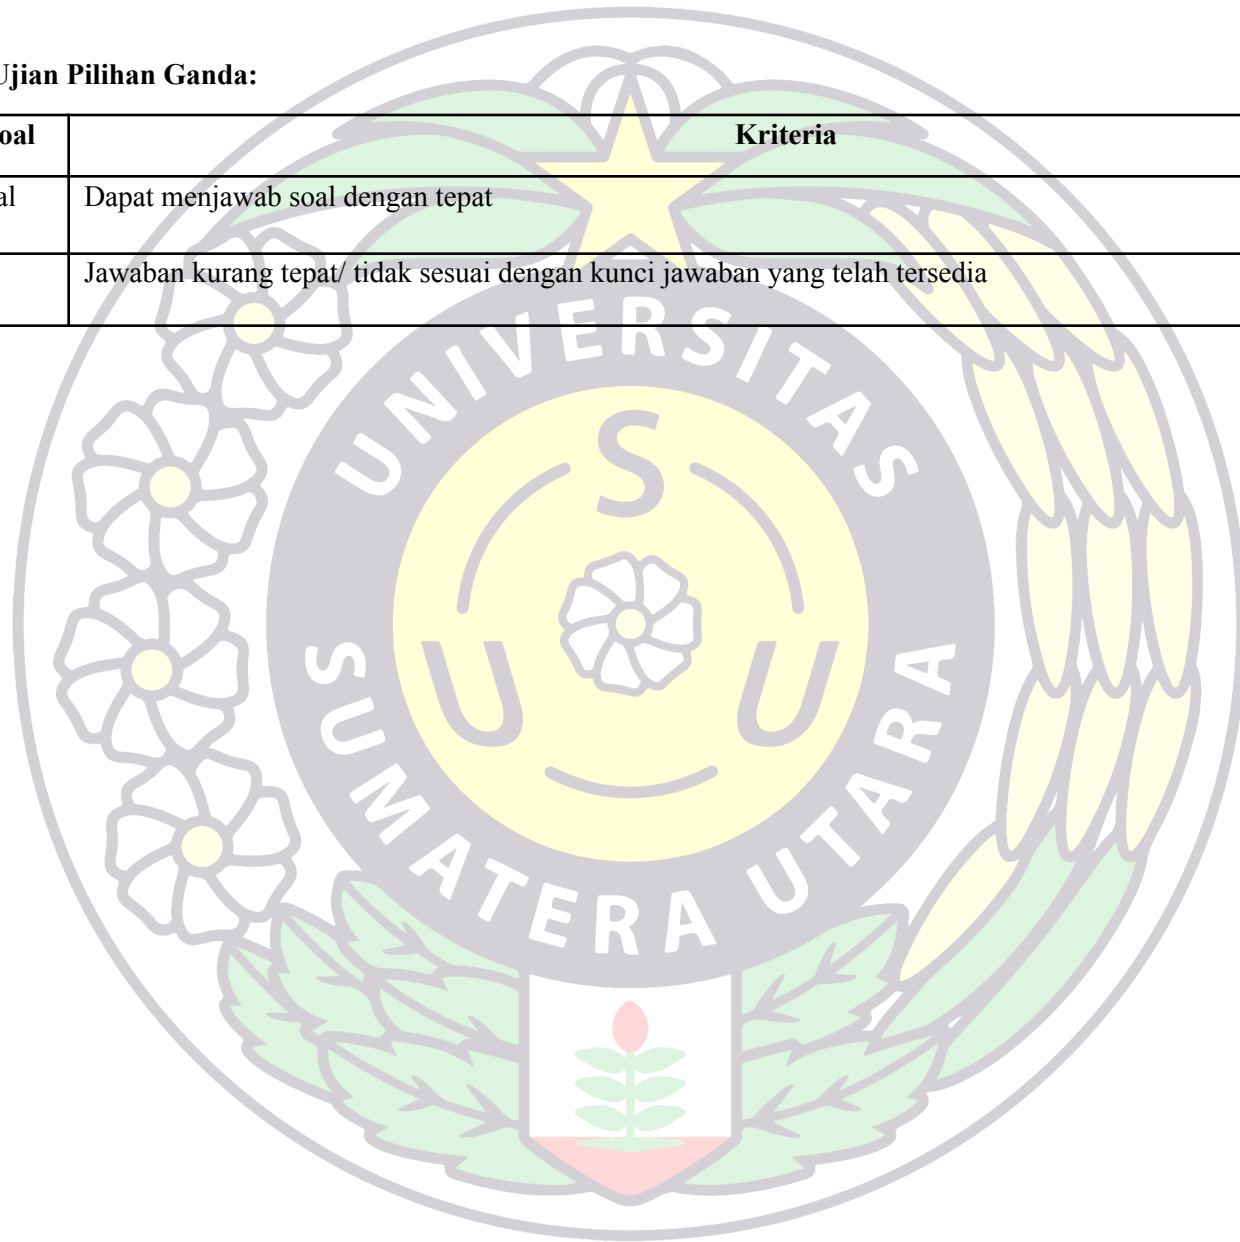 Ujian Pilihan Ganda:
oal Kriteria
al Dapat menjawab soal dengan tepat
Jawaban kurang tepat/ tidak sesuai dengan kunci jawaban yang telah tersedia
UNIVERSITAS
S
U U
SUMATERA UTARA